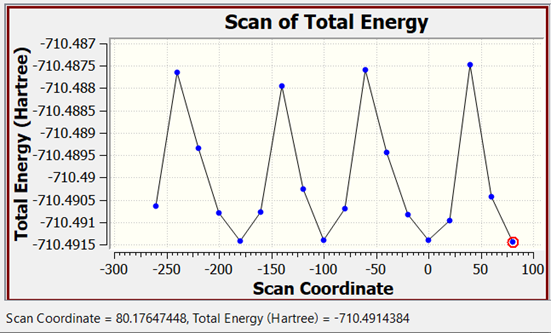 Scan of Total Energy
Total Energy (Hartree)
-710.487
-710.4875
-710.488
-710.4885
-710.489
-710.4895
-710.49
-710.4905
-710.491
-710.4915
-300 -250 -200 -150 -100 -50 0 50 100
Scan Coordinate
Scan Coordinate = 80.17647448, Total Energy (Hartree) = -710.4914384